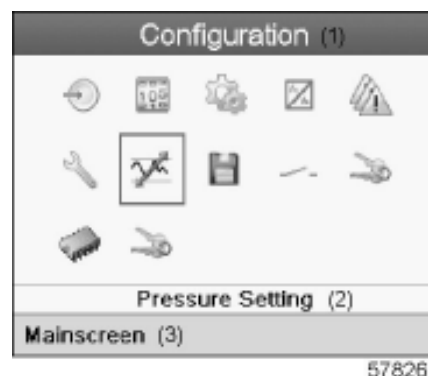 Configuration (1)
Pressure Setting (2)
Mainscreen (3)
57826